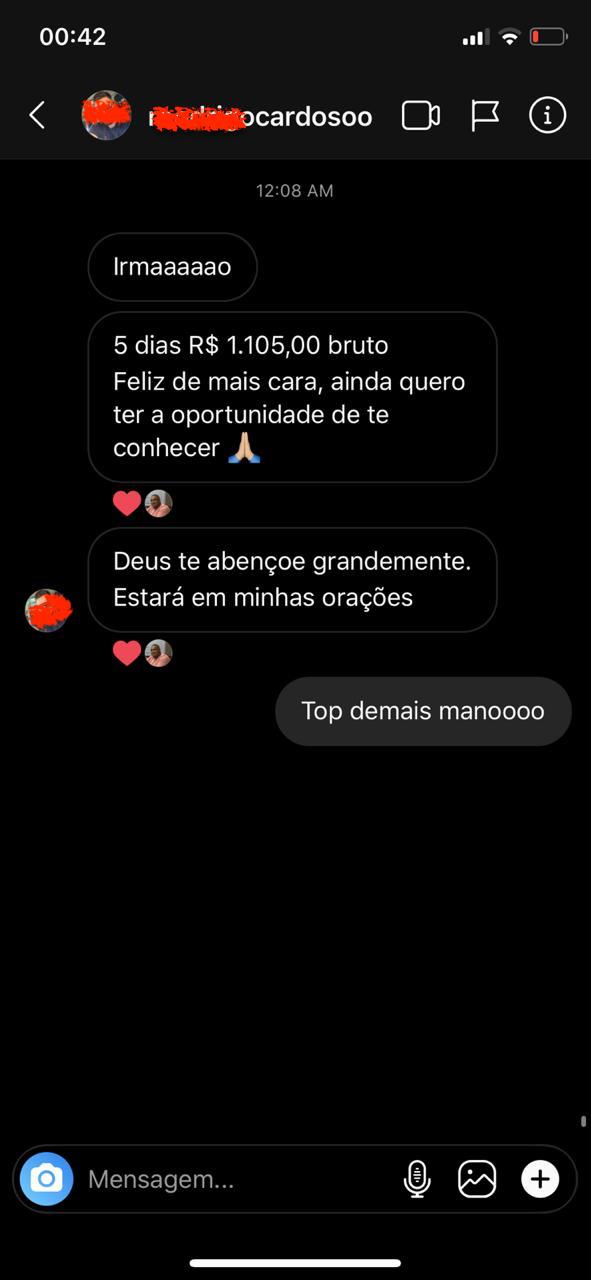 00:42
ocardosoo
12:08 AM
Irmaaaaao
5 dias R$ 1.105,00 bruto
Feliz de mais cara, ainda quero
ter a oportunidade de te
conhecer 🙏🏼
Deus te abençoe grandemente.
Estará em minhas orações
Top demais manoooo
Mensagem...